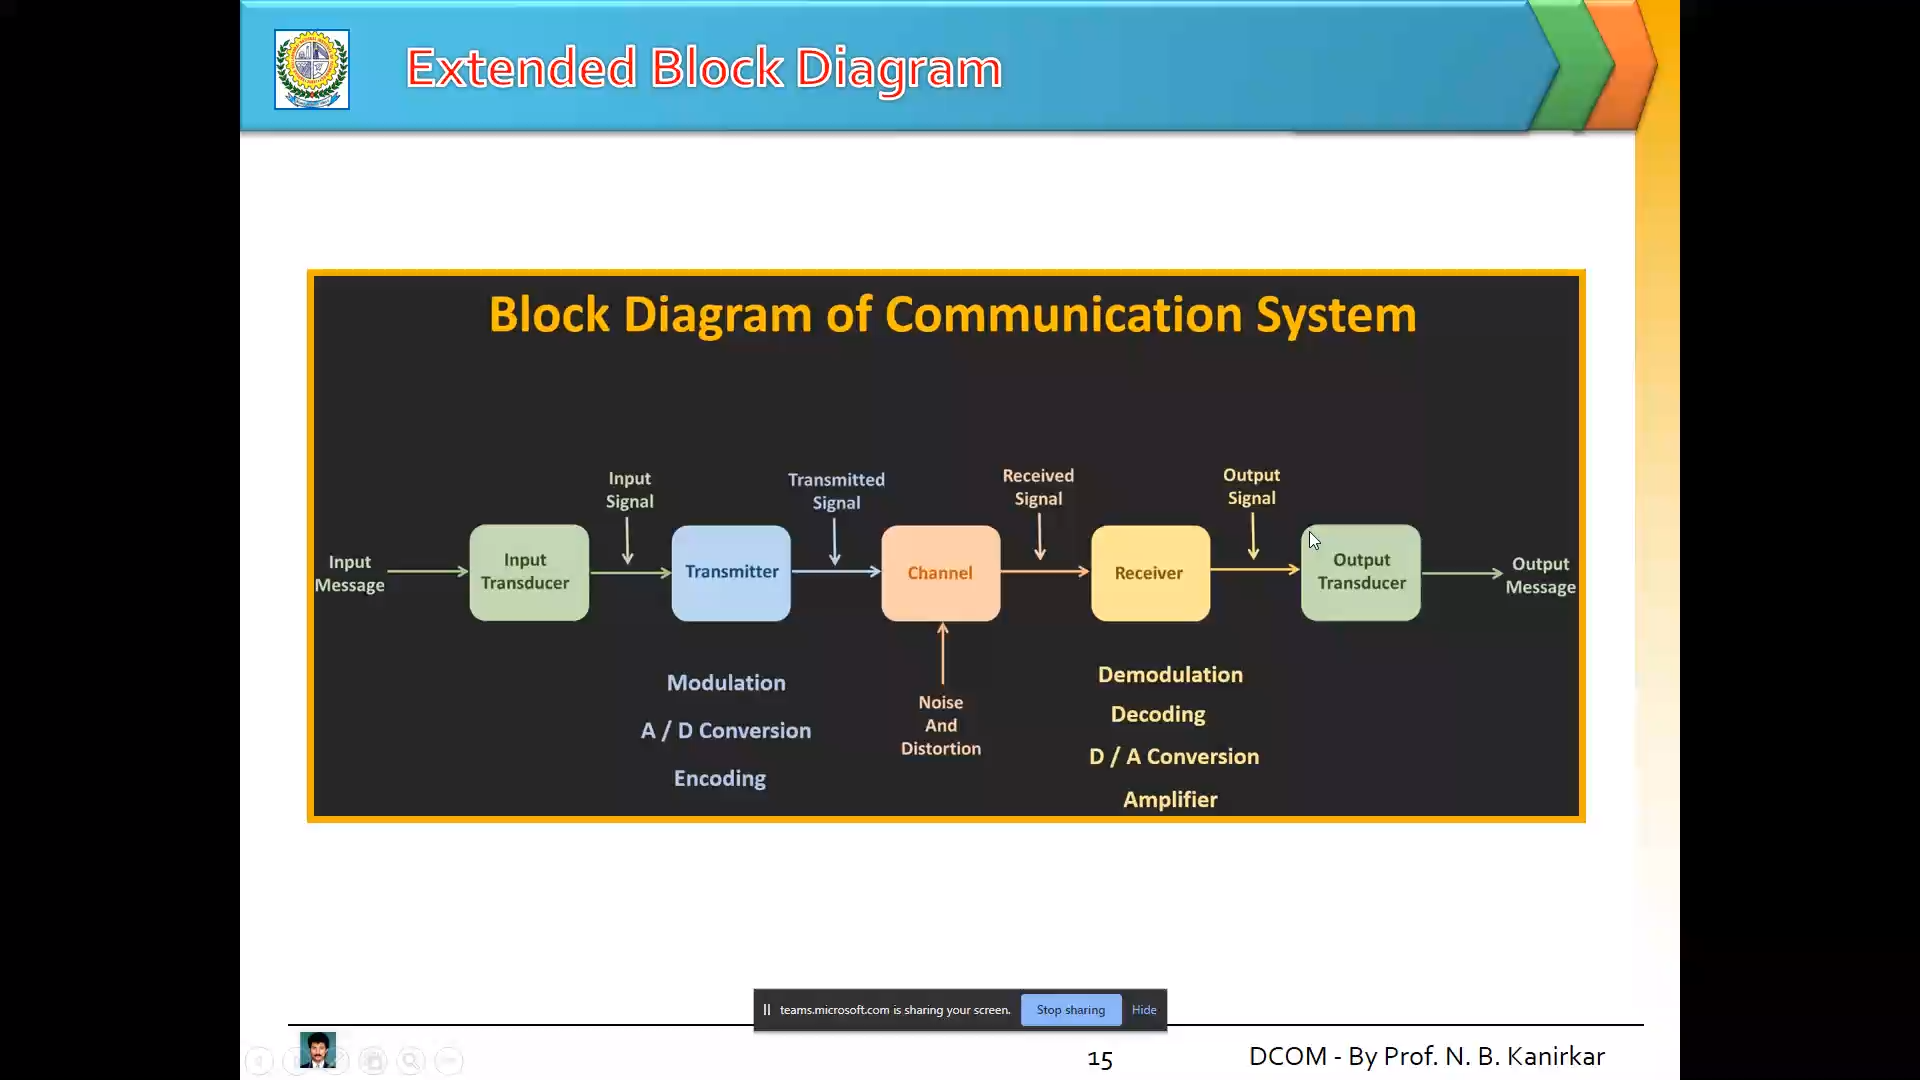 Extended Block Diagram
Block Diagram of Communication System
Input
Message
Input
Transducer
Input
Signal
Transmitter
Transmitted
Signal
Channel
Received
Signal
Receiver
Output
Signal
Output
Transducer
Output
Message
Modulation
A / D Conversion
Encoding
Noise
And
Distortion
Demodulation
Decoding
D / A Conversion
Amplifier
teams.microsoft.com is sharing your screen.
Stop sharing
Hide
15
DCOM - By Prof. N. B. Kanirkar